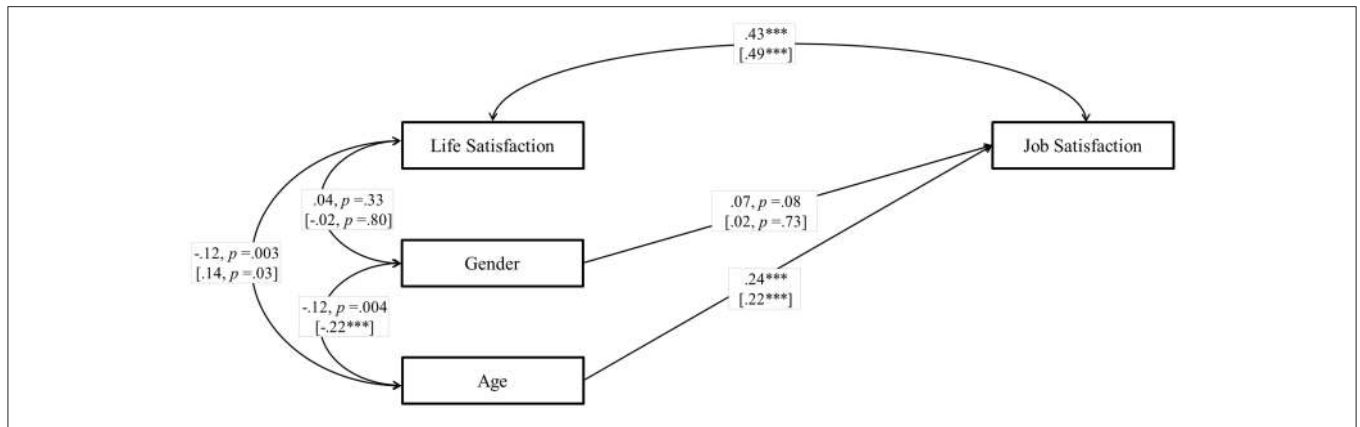 .43***
[.49***]
Life Satisfaction
Job Satisfaction
.04, p =.33
[-.02, p =.80]
.07, p =.08
[.02, p =.73]
-.12, p =.003
[.14, p =.03]
Gender
.24***
[.22***]
-.12, p =.004
[-.22***]
Age